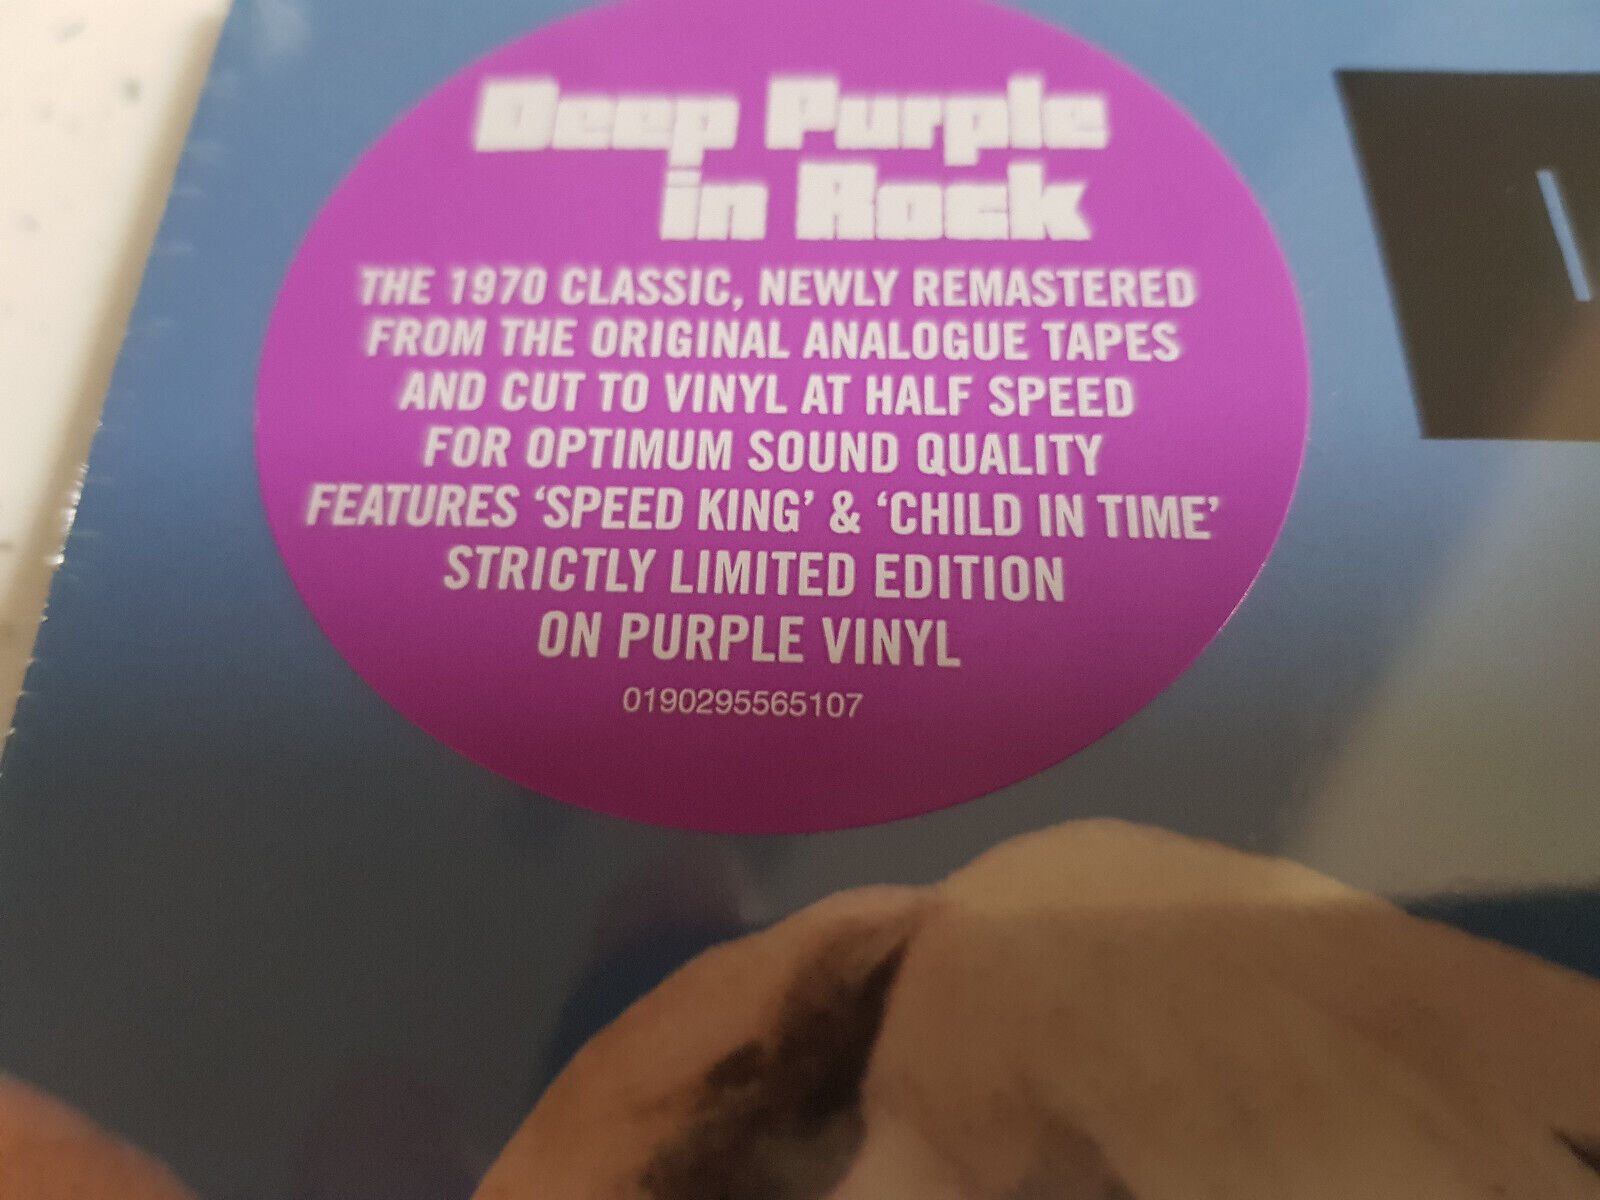 Deep Purple
in Rock
THE 1970 CLASSIC, NEWLY REMASTERED
FROM THE ORIGINAL ANALOGUE TAPES
AND CUT TO VINYL AT HALF SPEED
FOR OPTIMUM SOUND QUALITY
FEATURES ‘SPEED KING’ & ‘CHILD IN TIME’
STRICTLY LIMITED EDITION
ON PURPLE VINYL
0190295565107